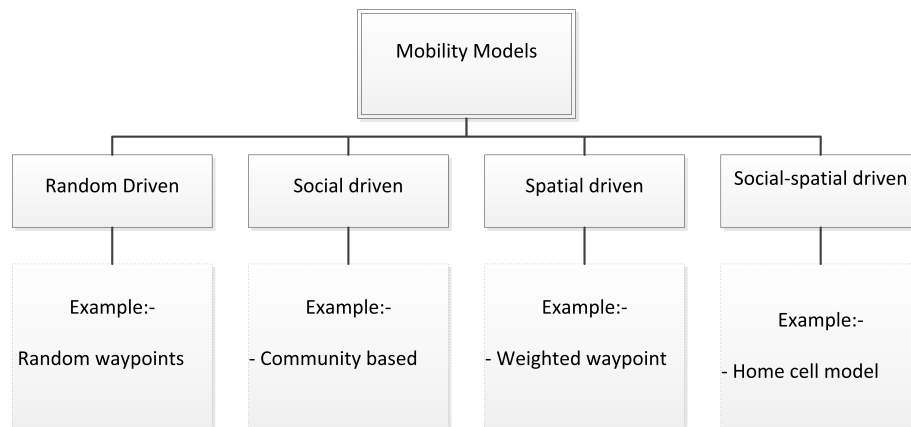 Mobility Models
Random Driven
Social driven
Spatial driven
Social-spatial driven
Example:-
Random waypoints
Example:-
- Community based
Example:-
- Weighted waypoint
Example:-
- Home cell model